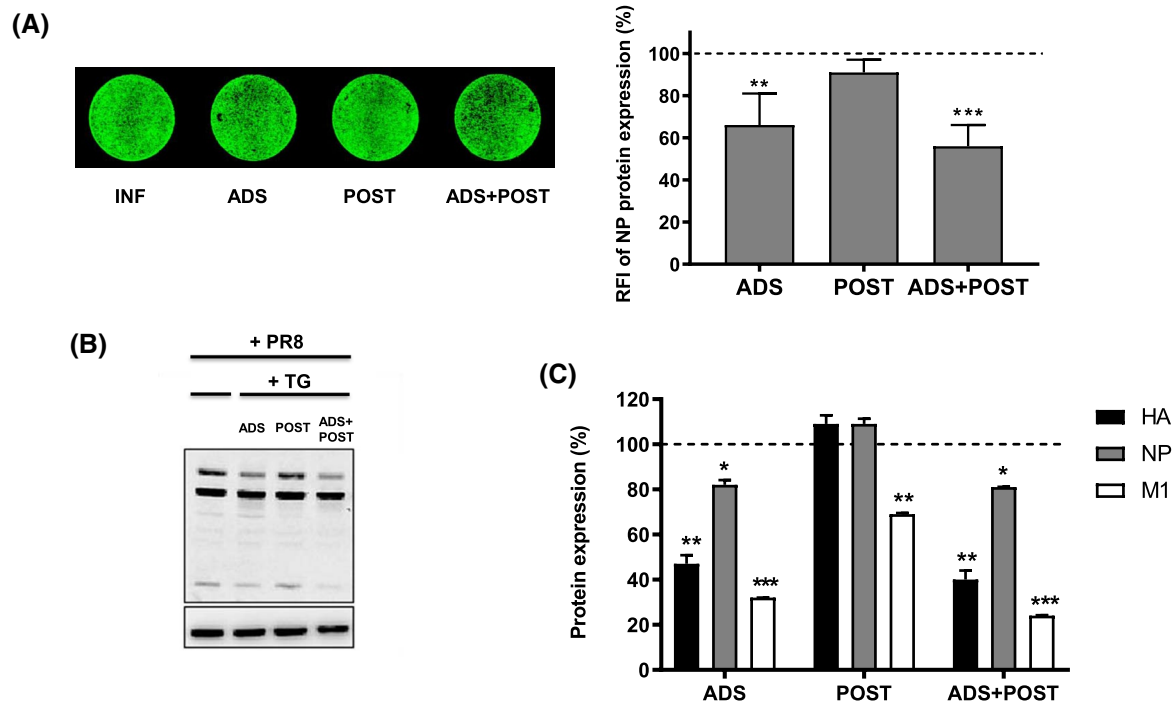 (A)
INF ADS POST ADS+POST
RFI of NP protein expression (%)
100
80
60
40
20
0
**
***
ADS POST ADS+POST
(B)
+ PR8
+ TG
ADS POST ADS+
POST
(C)
Protein expression (%)
120
100
80
60
40
20
0
**
*
***
**
**
*
***
ADS POST ADS+POST
HA
NP
M1